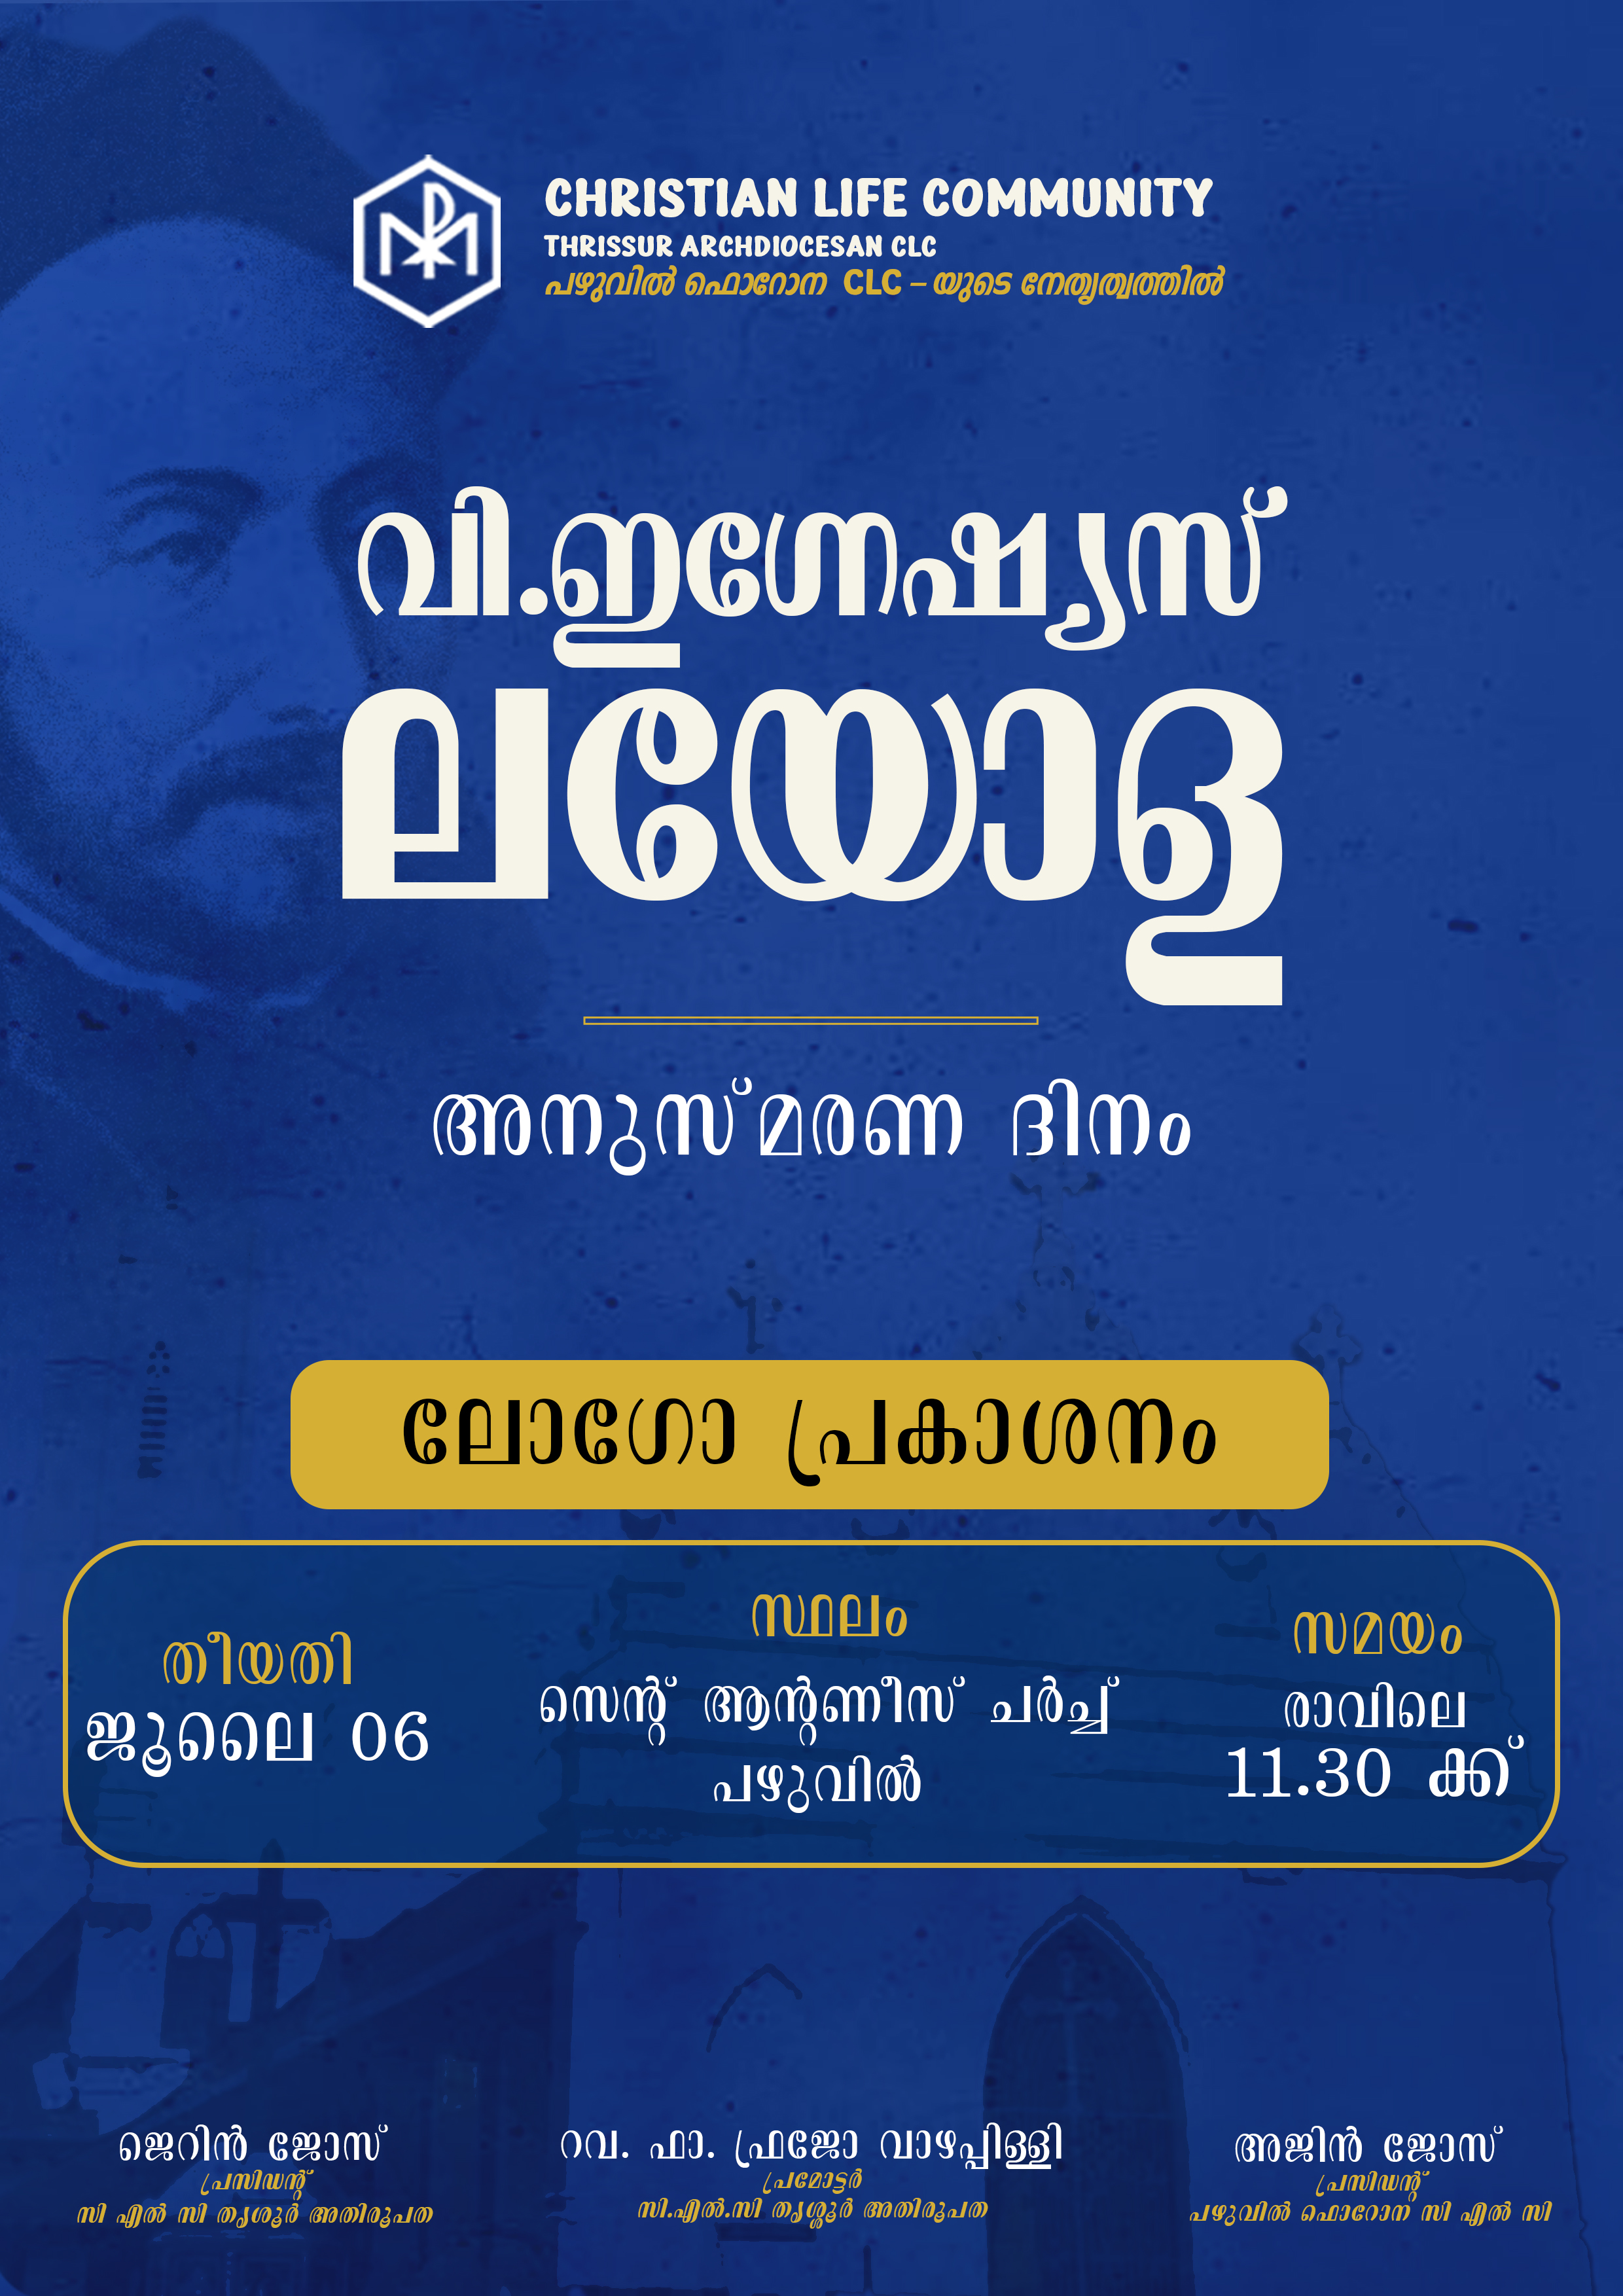 CHRISTIAN LIFE COMMUNITY
THRISSUR ARCHDIOCESAN CLC
പഴുവിൽ ഫൊറോന CLC – യുടെ നേതൃത്വത്തിൽ
വി.ഇഗ്നേഷ്യസ്
ലയോള
അനുസ്മരണ ദിനം
ലോഗോ പ്രകാശനം
തീയതി
ജൂലൈ 06
സ്ഥലം
സെന്റ് ആന്റണീസ് ചർച്ച്
പഴുവിൽ
സമയം
രാവിലെ
11.30 ക്ക്
ജെറിൻ ജോസ്
പ്രസിഡന്റ്
സി എൽ സി തൃശൂർ അതിരൂപത
റവ. ഫാ. ഫ്രജോ വാഴപ്പിള്ളി
പ്രമോട്ടർ
സി.എൽ.സി തൃശ്ശൂർ അതിരൂപത
അജിൻ ജോസ്
പ്രസിഡന്റ്
പഴുവിൽ ഫൊറോന സി എൽ സി